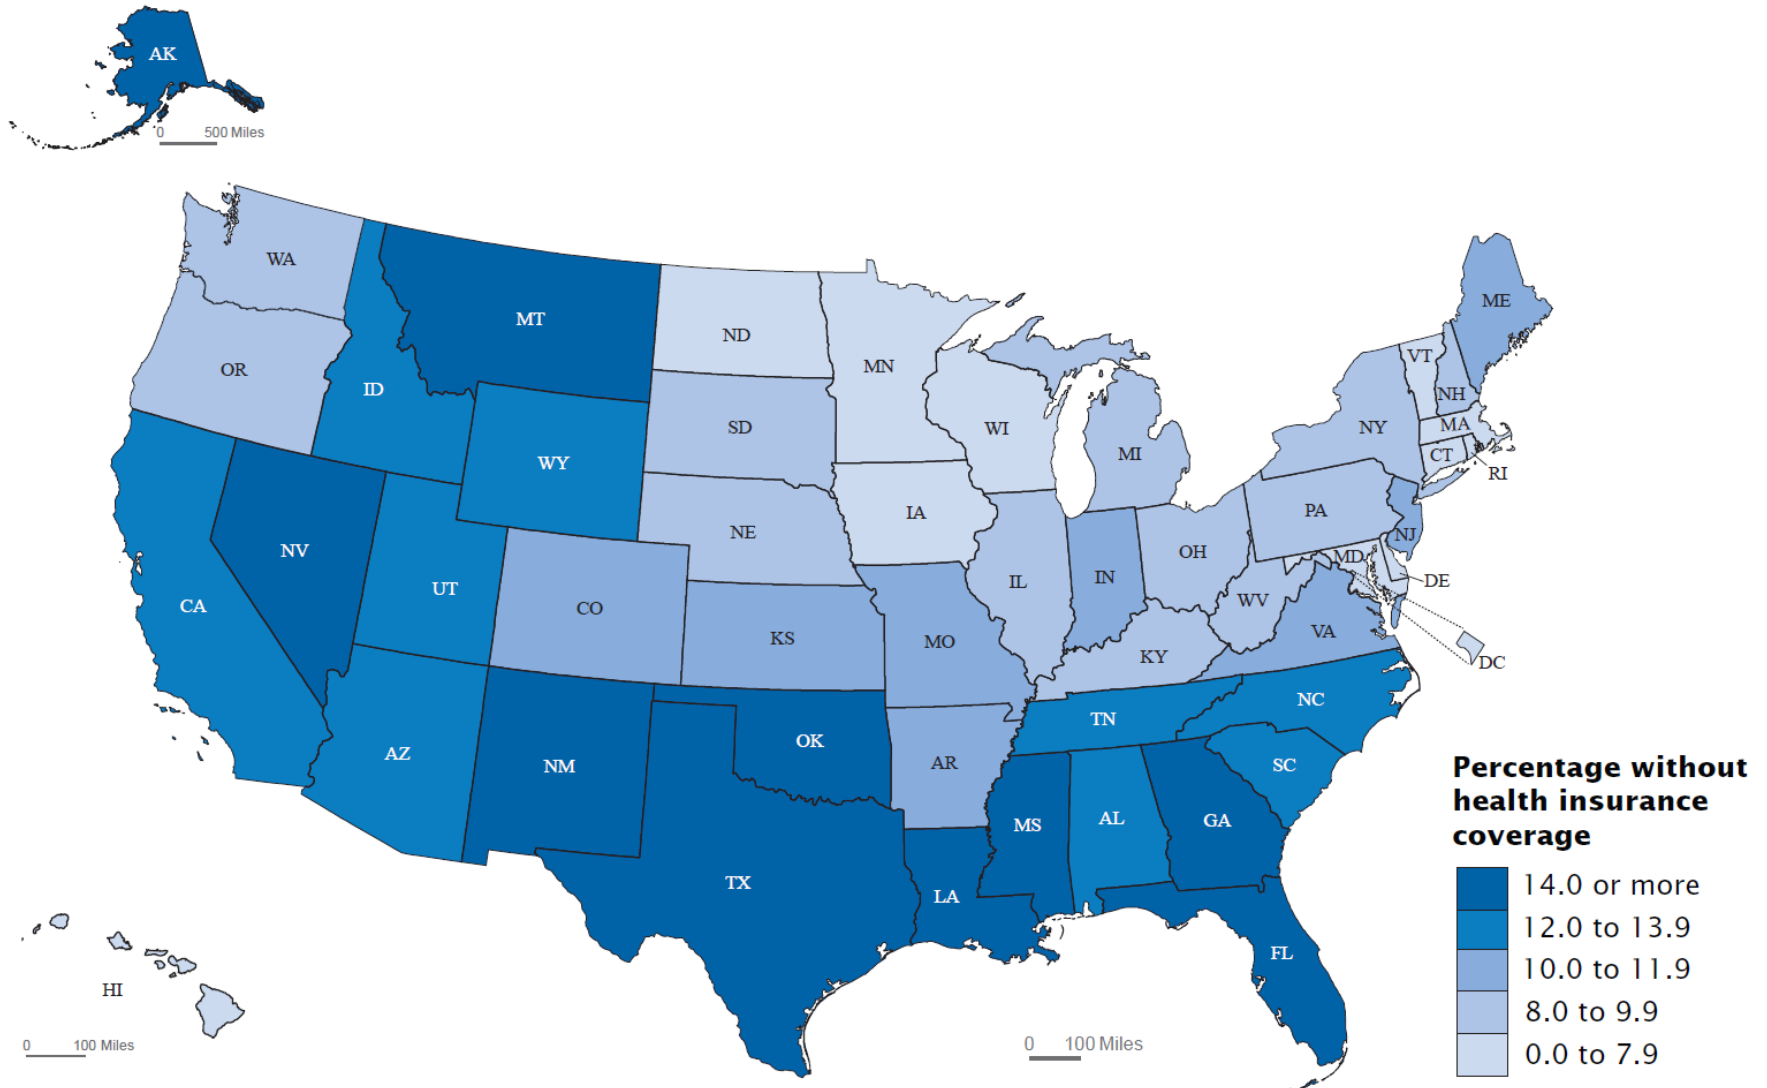 AK
0 500 Miles
WA
MT
ME
ND
OR
MN
VT
ID
NH
SD
WI
NY
MA
WY
MI
CT
RI
IA
PA
NE
NV
NJ
OH
MD
IN
IL
DE
UT
CA
CO
WV
VA
KS
MO
KY
DC
NC
TN
OK
AZ
NM
AR
SC
MS
AL
GA
TX
LA
FL
HI
0 100 Miles
0 100 Miles
Percentage without
health insurance
coverage
14.0 or more
12.0 to 13.9
10.0 to 11.9
8.0 to 9.9
0.0 to 7.9